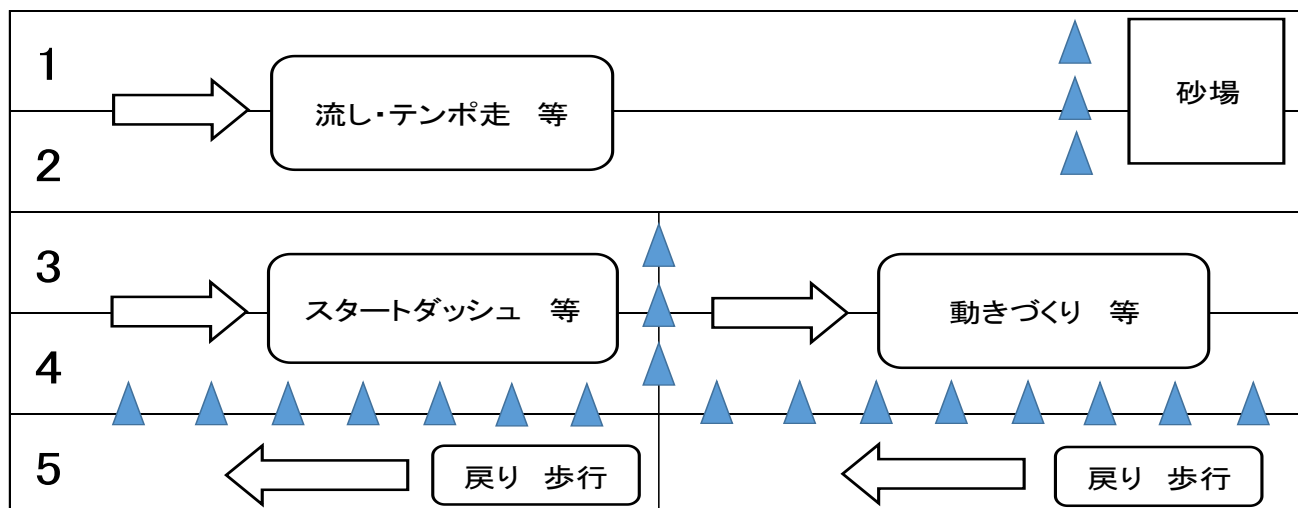 1
流し・テンポ走　等
砂場
2
3
スタートダッシュ　等
動きづくり　等
4
5
戻り　歩行
戻り　歩行